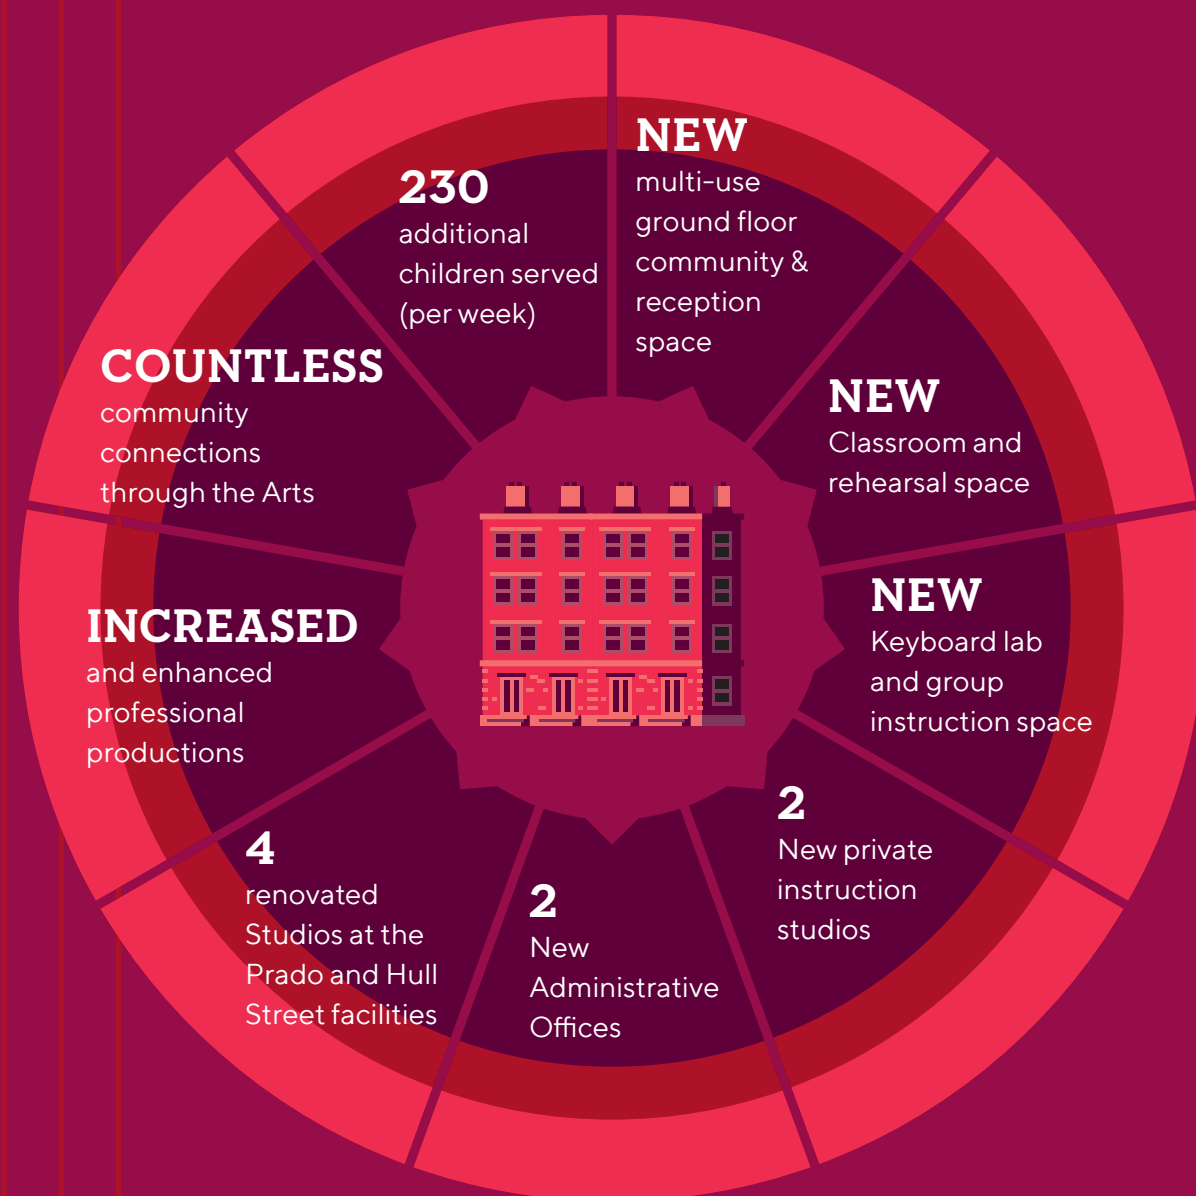 NEW
multi-use
ground floor
community &
reception
space
NEW
Classroom and
rehearsal space
NEW
Keyboard lab
and group
instruction space
2
New private
instruction
studios
2
New
Administrative
Offices
4
renovated
Studios at the
Prado and Hull
Street facilities
INCREASED
and enhanced
professional
productions
COUNTLESS
community
connections
through the Arts
230
additional
children served
(per week)